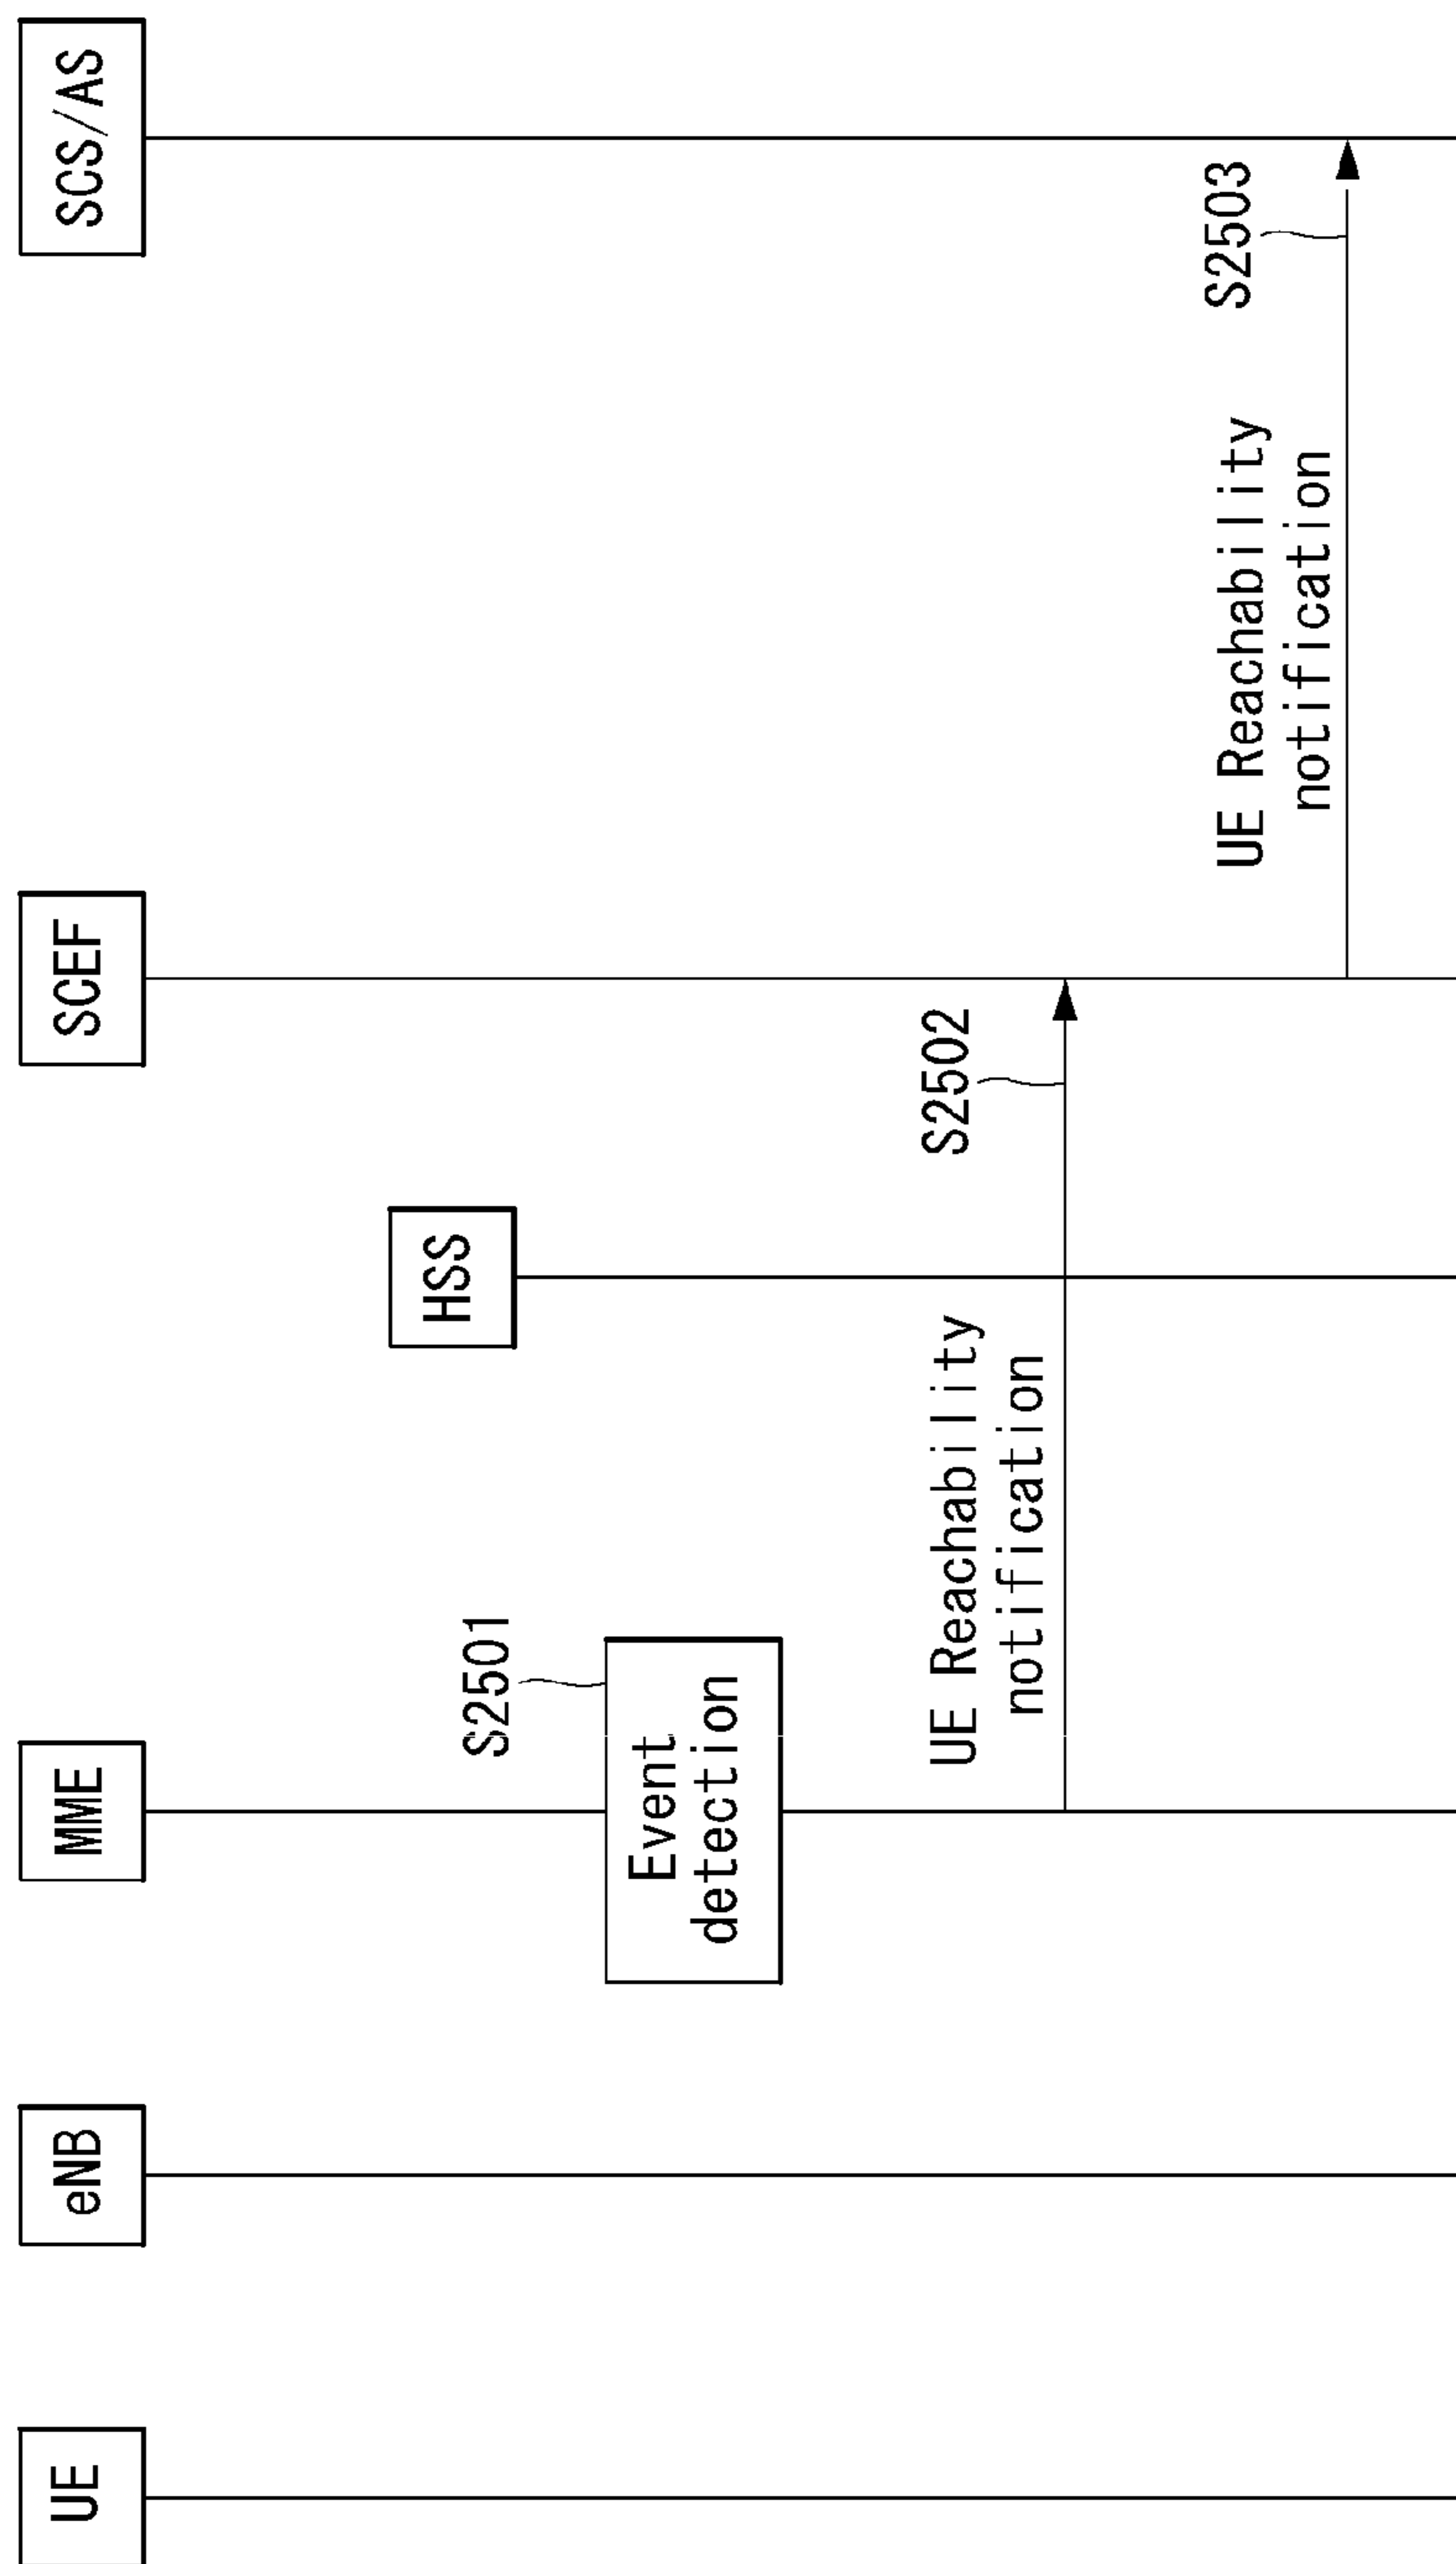 UE
eNB
MME
SCEF
SCS/AS
HSS
S2501
Event
detection
S2502
UE Reachability
notification
S2503
UE Reachability
notification